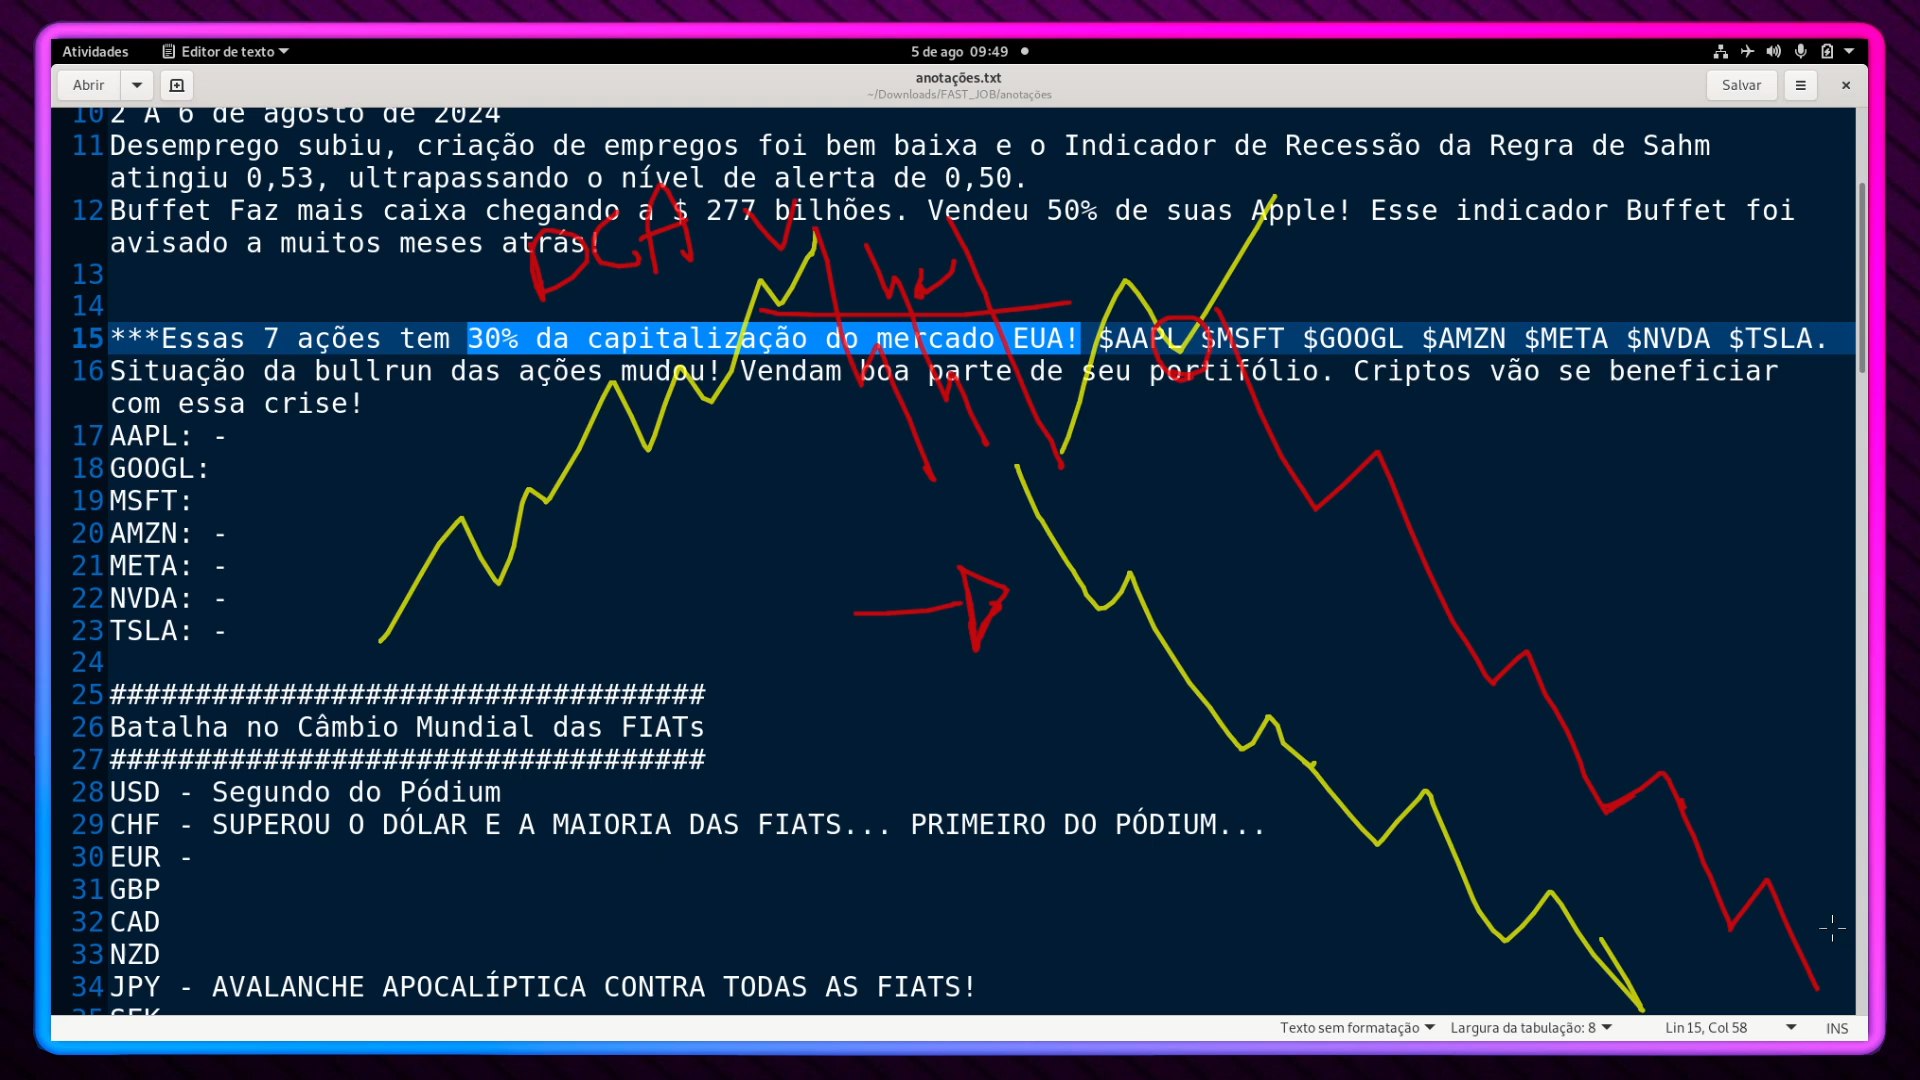 Atividades Editor de texto 5 de ago 09:49
Abrir anotações.txt Salvar
~/Downloads/FAST_JOB/anotações
10 2 A 6 de agosto de 2024
11 Desemprego subiu, criação de empregos foi bem baixa e o Indicador de Recessão da Regra de Sahm
atingiu 0,53, ultrapassando o nível de alerta de 0,50.
12 Buffet Faz mais caixa chegando a $ 277 bilhões. Vendeu 50% de suas Apple! Esse indicador Buffet foi
avisado a muitos meses atrás!
DCA
13
14
15 ***Essas 7 ações tem 30% da capitalização do mercado EUA! $AAPL $MSFT $GOOGL $AMZN $META $NVDA $TSLA.
16 Situação da bullrun das ações mudou! Vendam boa parte de seu portifólio. Criptos vão se beneficiar
com essa crise!
17 AAPL: -
18 GOOGL:
19 MSFT:
20 AMZN: -
21 META: -
22 NVDA: -
23 TSLA: -
24
25 ###################################
26 Batalha no Câmbio Mundial das FIATs
27 ###################################
28 USD - Segundo do Pódium
29 CHF - SUPEROU O DÓLAR E A MAIORIA DAS FIATS... PRIMEIRO DO PÓDIUM...
30 EUR -
31 GBP
32 CAD
33 NZD
34 JPY - AVALANCHE APOCALÍPTICA CONTRA TODAS AS FIATS!
35 SEK
Texto sem formatação Largura da tabulação: 8 Lin 15, Col 58 INS